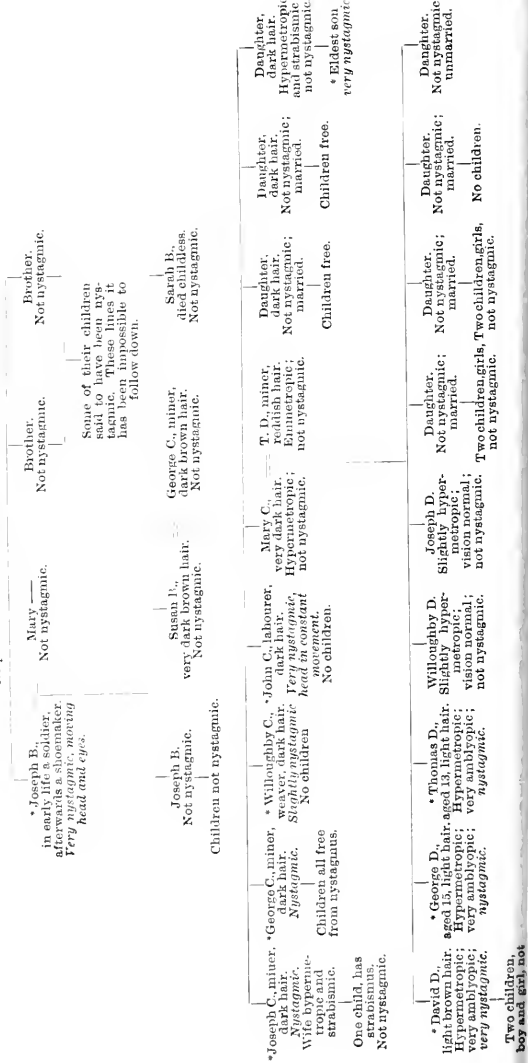 * Joseph B.,
in early life a soldier,
afterwards a shoemaker.
Very nystagmic, moving
head and eyes.
Mary ——
Not nystagmic.
Brother.
Not nystagmic.
Brother.
Not nystagmic.
Some of their children
said to have been nys-
tagmic. These lines it
has been impossible to
follow down.
Joseph B.
Not nystagmic.
Children not nystagmic.
Susan B.,
very dark brown hair.
Not nystagmic.
George C., miner,
dark brown hair.
Not nystagmic.
Sarah B.,
died childless.
Not nystagmic.
*Joseph C., miner,
dark hair.
Nystagmic.
Wife hyperme-
tropic and
strabismic.
One child, has
strabismus.
Not nystagmic.
*George C., miner,
dark hair.
Nystagmic.
Children all free
from nystagmus.
* Willoughby C.,
weaver, dark hair.
Slightly nystagmic
No children
*John C., labourer,
dark hair.
Very nystagmic,
head in constant
movement.
No children.
Mary C.,
very dark hair.
Hypermetropic;
not nystagmic.
T. D., miner,
reddish hair.
Emmetropic;
not nystagmic.
Daughter,
dark hair.
Not nystagmic;
married.
Children free.
Daughter,
dark hair.
Not nystagmic;
married.
Children free.
Daughter,
dark hair.
Hypermetropic
and strabismic
not nystagmic.
* Eldest son
very nystagmic
* David D.,
light brown hair.
Hypermetropic;
very amblyopic;
very nystagmic.
Two children,
boy and girl, not
* George D.,
aged 15, light hair.
Hypermetropic;
very amblyopic;
nystagmic.
* Thomas D.,
aged 13, light hair.
Hypermetropic;
very amblyopic;
nystagmic.
Willoughby D.
Slightly hyper-
metropic;
vision normal;
not nystagmic.
Joseph D.
Slightly hyper-
metropic;
vision normal;
not nystagmic.
Daughter.
Not nystagmic;
married.
Two children, girls,
not nystagmic.
Daughter.
Not nystagmic;
married.
Two children, girls,
not nystagmic.
Daughter.
Not nystagmic;
married.
No children.
Daughter.
Not nystagmic
unmarried.